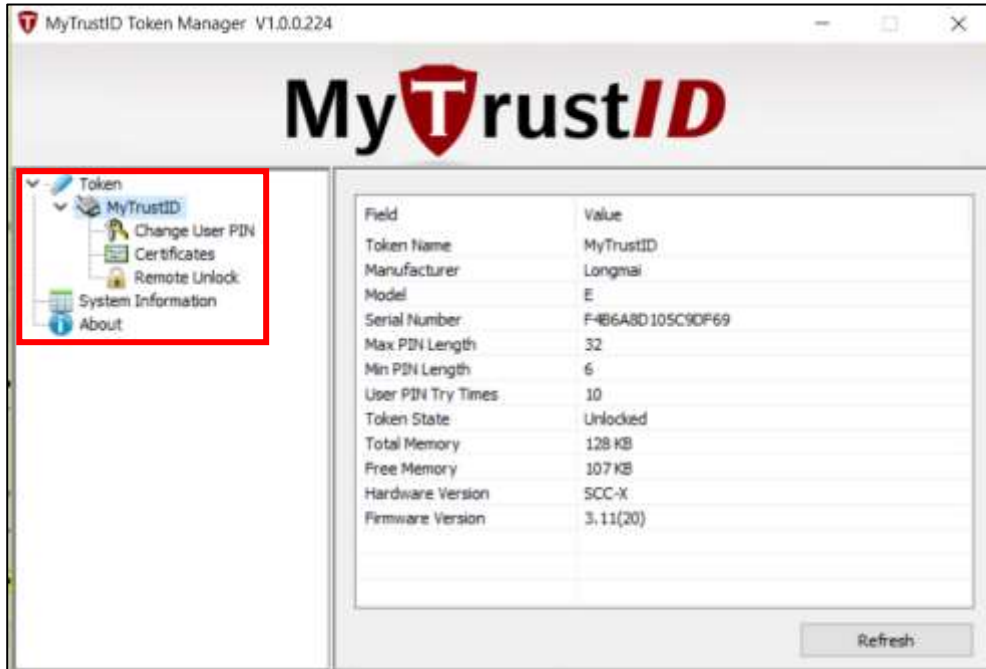 MyTrustID Token Manager V1.0.0.224
MyTrustID
Token
MyTrustID
Change User PIN
Certificates
Remote Unlock
System Information
About
Field Value
Token Name MyTrustID
Manufacturer Longmai
Model E
Serial Number F4B6A8D105C9DF69
Max PIN Length 32
Min PIN Length 6
User PIN Try Times 10
Token State Unlocked
Total Memory 128 KB
Free Memory 107 KB
Hardware Version SCC-X
Firmware Version 3.11(20)
Refresh